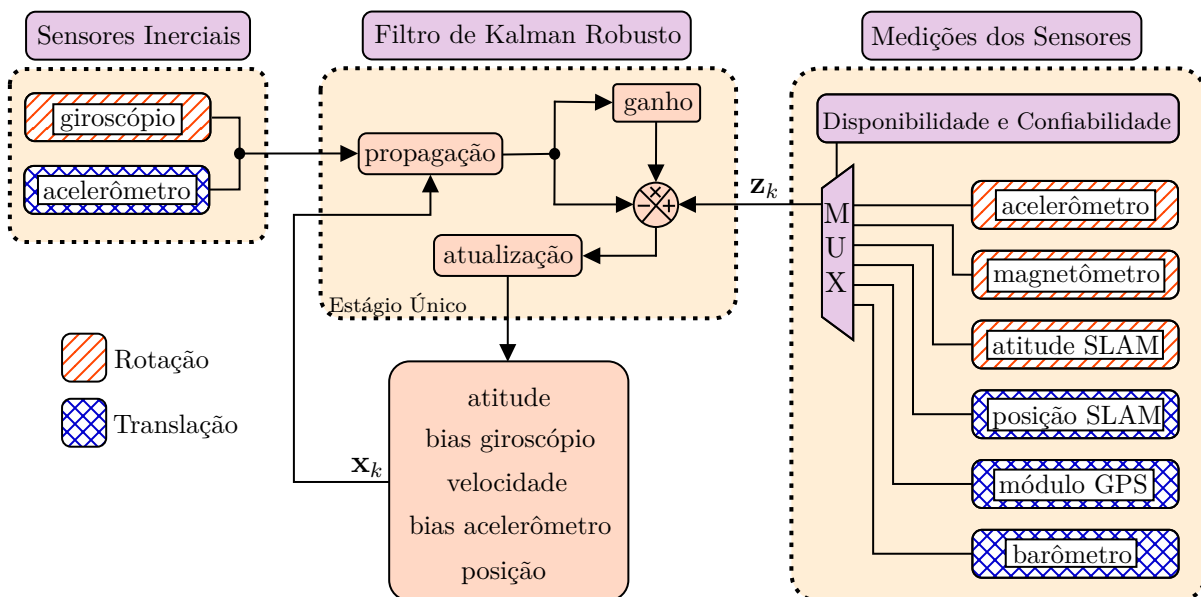 Sensores Inerciais
giroscópio
acelerômetro
Filtro de Kalman Robusto
propagação
ganho
×
− +
atualização
Estágio Único
Medições dos Sensores
Disponibilidade e Confiabilidade
z_k
M
U
X
acelerômetro
magnetômetro
atitude SLAM
posição SLAM
módulo GPS
barômetro
Rotação
Translação
x_k
atitude
bias giroscópio
velocidade
bias acelerômetro
posição